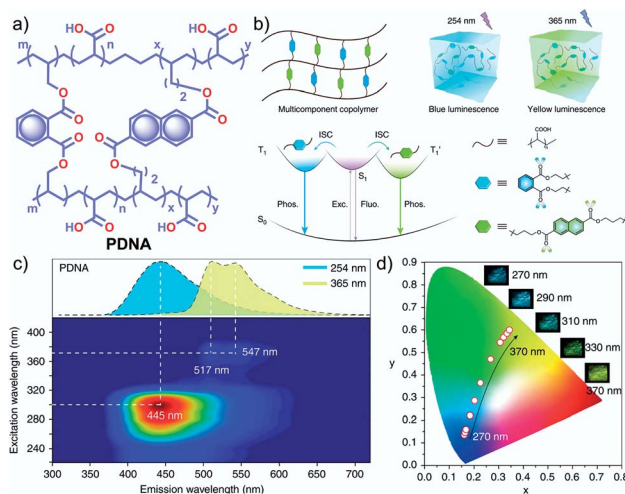 a)
HO
O
HO
O
m
n
x
y
2
O
O
O
O
O
O
O
O
2
m
n
x
y
HO
O
HO
O
PDNA
b)
254 nm
365 nm
Multicomponent copolymer
Blue luminescence
Yellow luminescence
ISC
ISC
T1
S1
T1'
Phos.
Exc.
Fluo.
Phos.
S0
COOH
c)
PDNA
254 nm
365 nm
547 nm
517 nm
445 nm
400
360
320
280
240
Excitation wavelength (nm)
300
400
500
600
700
Emission wavelength (nm)
d)
0.9
0.8
0.7
0.6
0.5
0.4
0.3
0.2
0.1
0.0
y
270 nm
290 nm
310 nm
330 nm
370 nm
370 nm
270 nm
0.0 0.1 0.2 0.3 0.4 0.5 0.6 0.7 0.8
x